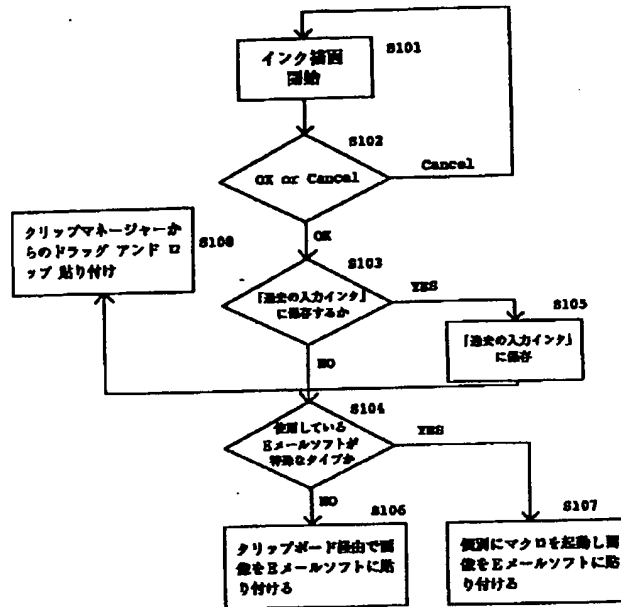 インク描画
開始
S101
S102
OK or Cancel
Cancel
OK
クリップマネージャーか
らのドラッグ アンド ロ
ップ 貼り付け
S108
S103
『過去の入力インク』
に保存するか
YES
S105
『過去の入力インク』
に保存
NO
S104
使用している
Eメールソフトが
特殊なタイプか
YES
NO
S106
クリップボード経由で画
像をEメールソフトに貼
り付ける
S107
個別にマクロを起動し画
像をEメールソフトに貼
り付ける